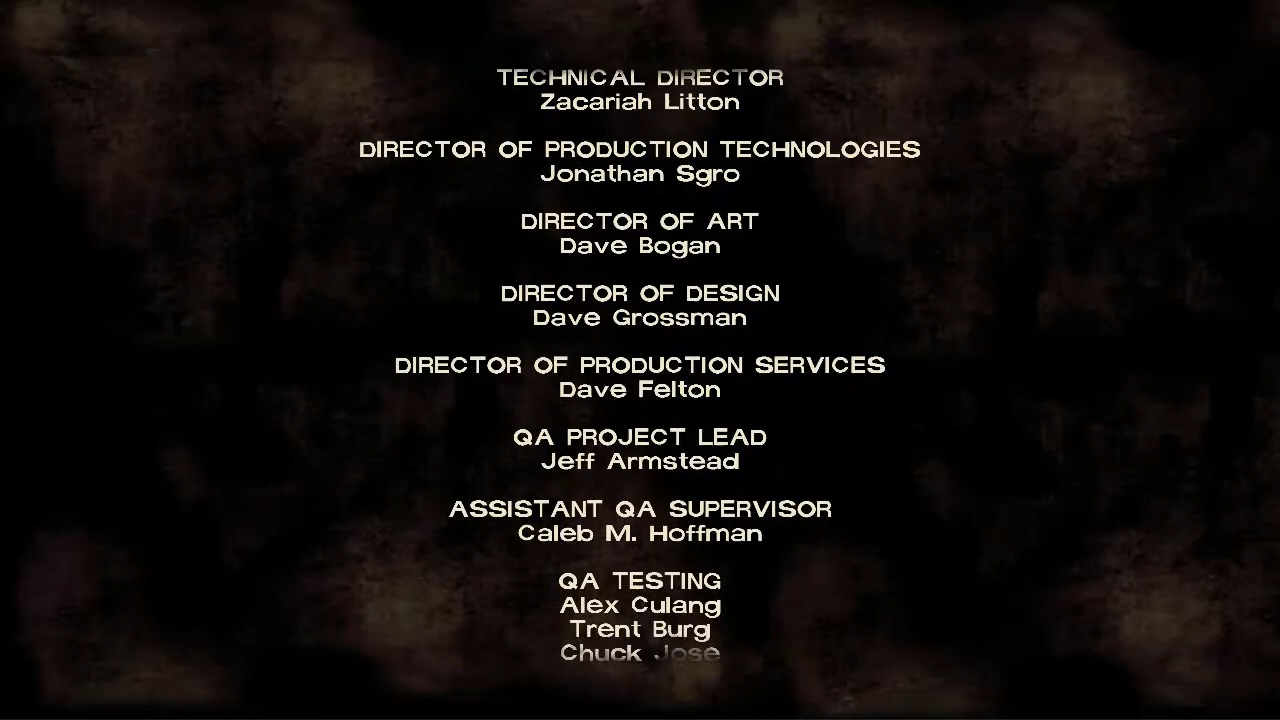 TECHNICAL DIRECTOR
Zacariah Litton
DIRECTOR OF PRODUCTION TECHNOLOGIES
Jonathan Sgro
DIRECTOR OF ART
Dave Bogan
DIRECTOR OF DESIGN
Dave Grossman
DIRECTOR OF PRODUCTION SERVICES
Dave Felton
QA PROJECT LEAD
Jeff Armstead
ASSISTANT QA SUPERVISOR
Caleb M. Hoffman
QA TESTING
Alex Culang
Trent Burg
Chuck Jose